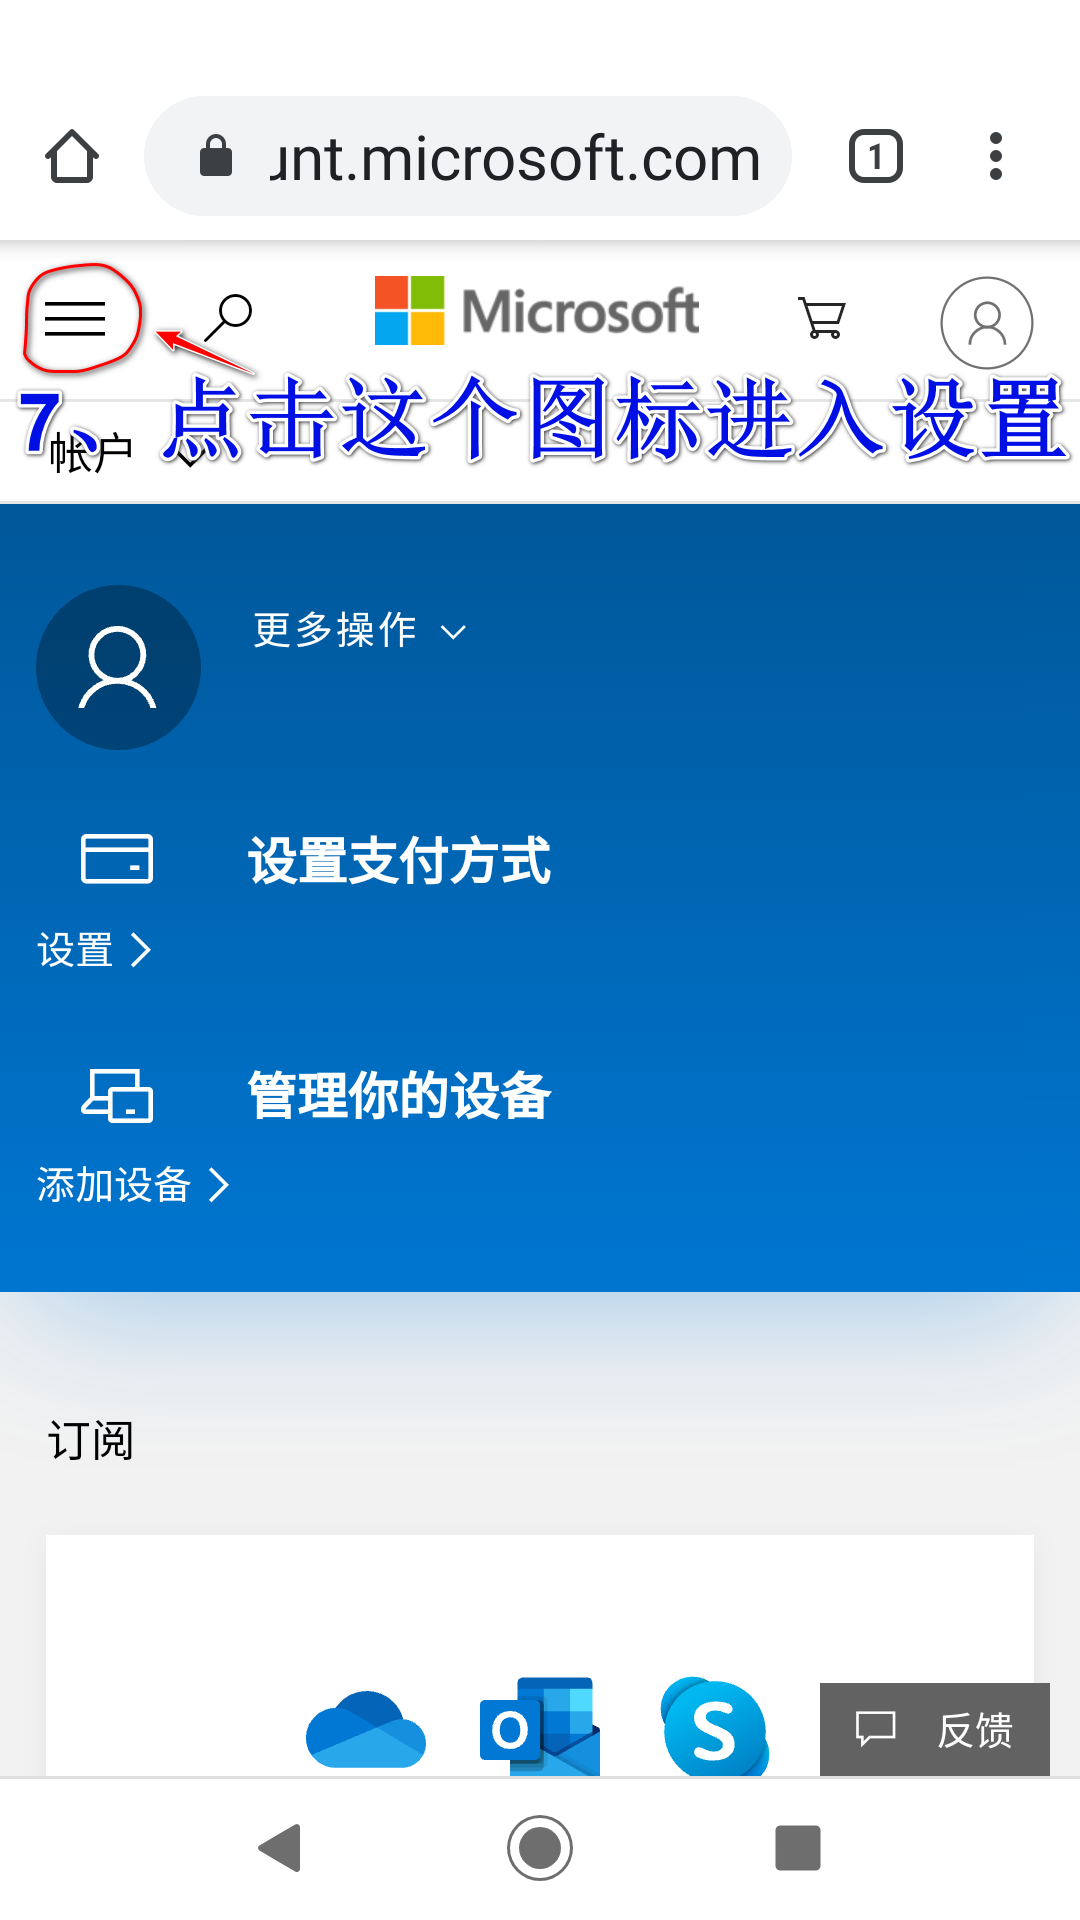 unt.microsoft.com
1
Microsoft
7、点击这个图标进入设置
帐户
更多操作
设置支付方式
设置
管理你的设备
添加设备
订阅
反馈